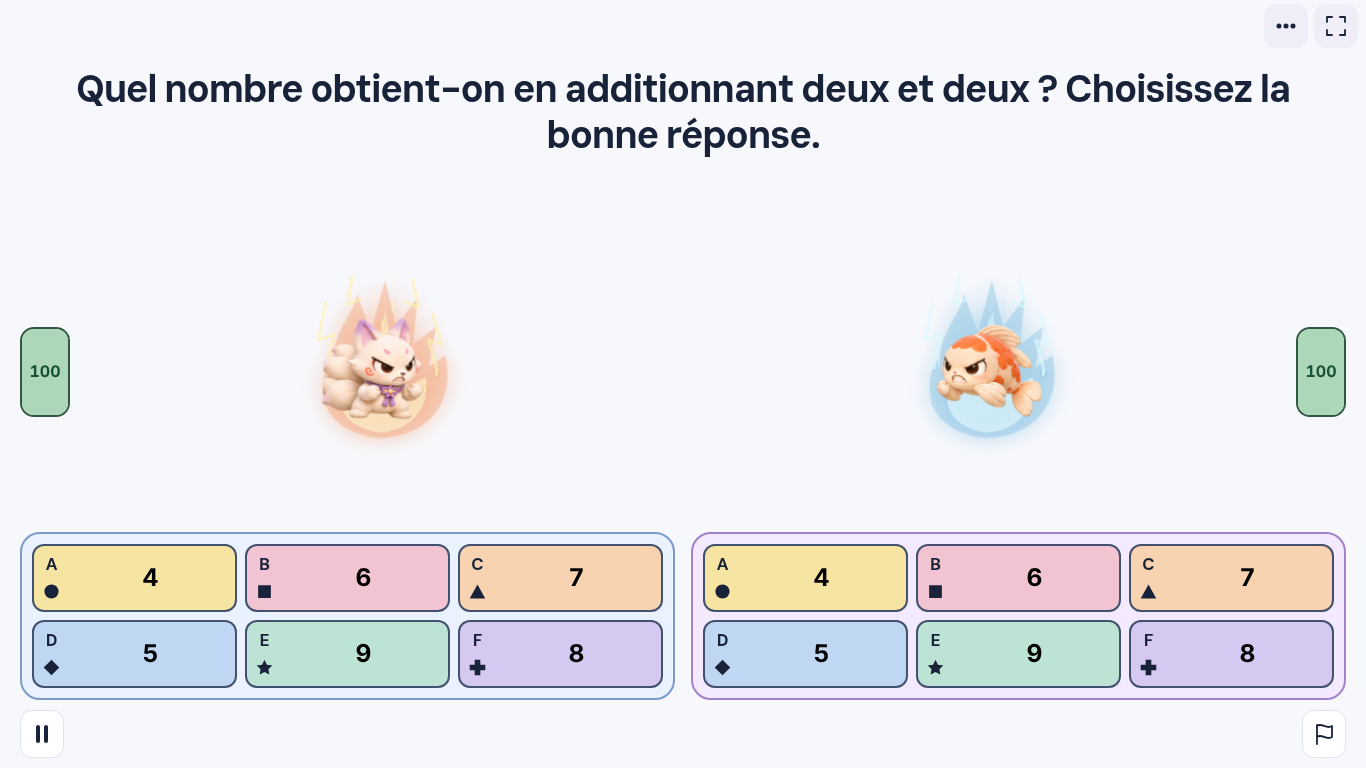 Quel nombre obtient-on en additionnant deux et deux ? Choisissez la
bonne réponse.
100
100
A
4
B
6
C
7
D
5
E
9
F
8
A
4
B
6
C
7
D
5
E
9
F
8